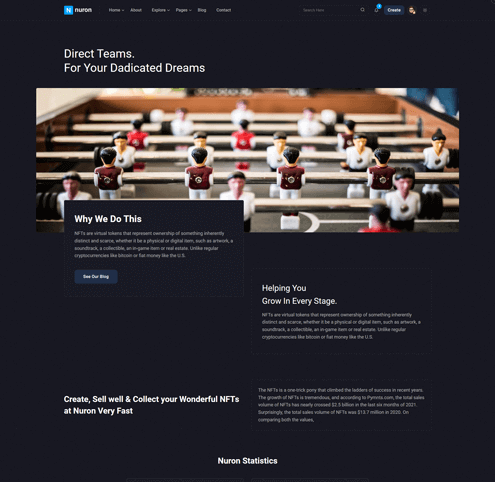 N nuron
Home About Explore Pages Blog Contact
Search Here
Create
Direct Teams.
For Your Dadicated Dreams
Why We Do This
NFTs are virtual tokens that represent ownership of something inherently
distinct and scarce, whether it be a physical or digital item, such as artwork, a
soundtrack, a collectible, an in-game item or real estate. Unlike regular
cryptocurrencies like bitcoin or fiat money like the U.S.
See Our Blog
Helping You
Grow In Every Stage.
NFTs are virtual tokens that represent ownership of something inherently
distinct and scarce, whether it be a physical or digital item, such as artwork, a
soundtrack, a collectible, an in-game item or real estate. Unlike regular
cryptocurrencies like bitcoin or fiat money like the U.S.
Create, Sell well & Collect your Wonderful NFTs
at Nuron Very Fast
The NFTs is a one-trick pony that climbed the ladders of success in recent years.
The growth of NFTs is tremendous, and according to Pymnts.com, the total sales
volume of NFTs has nearly crossed $2.5 billion in the last six months of 2021.
Surprisingly, the total sales volume of NFTs was $13.7 million in 2020. On
comparing both the values,
Nuron Statistics